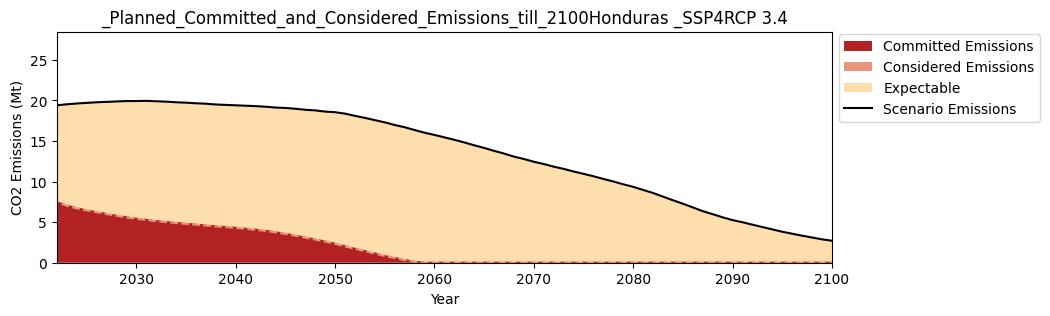 _Planned_Committed_and_Considered_Emissions_till_2100Honduras _SSP4RCP 3.4
CO2 Emissions (Mt)
25
20
15
10
5
0
2030
2040
2050
2060
2070
2080
2090
2100
Year
Committed Emissions
Considered Emissions
Expectable
Scenario Emissions